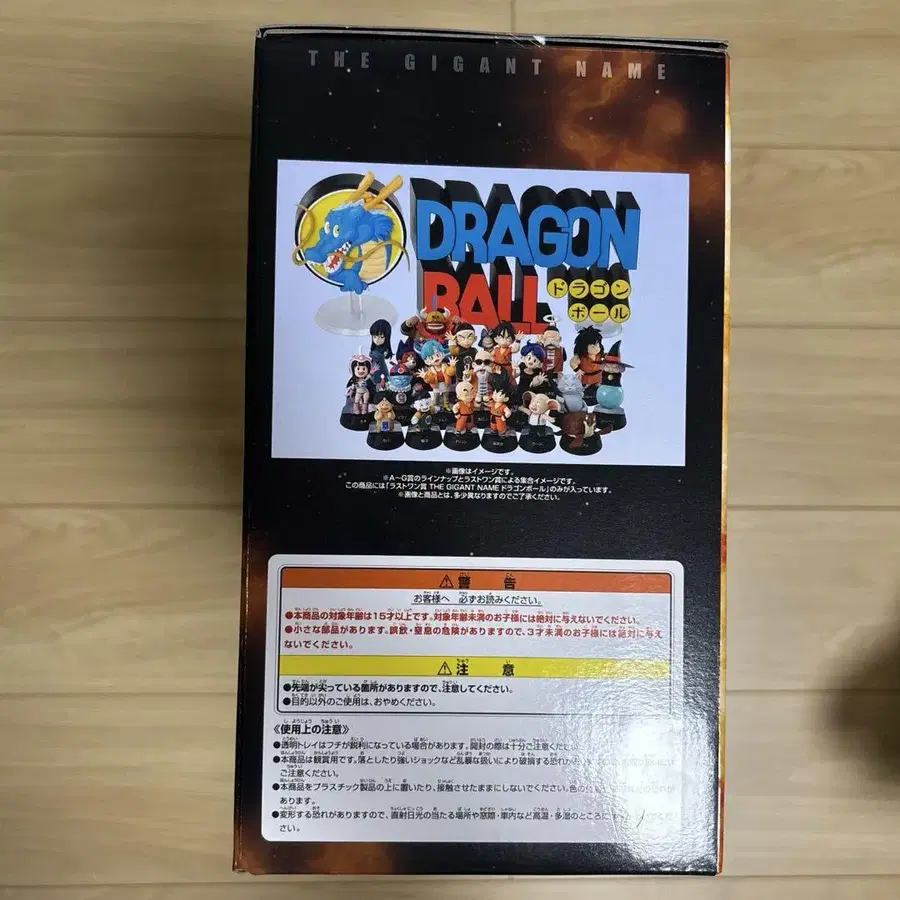 THE GIGANT NAME
DRAGON
BALL
ドラゴン
ボール
※画像はイメージです。
※A～G賞のラインナップとラストワン賞による集合イメージです。
この商品には「ラストワン賞 THE GIGANT NAME ドラゴンボール」のみが入っています。
※画像と商品とは、多少異なりますのでご了承ください。
⚠警告
お客様へ 必ずお読みください。
●本商品の対象年齢は15才以上です。対象年齢未満のお子様には絶対に与えないでください。
●小さな部品があります。誤飲・窒息の危険がありますので、3才未満のお子様には絶対に与え
ないでください。
⚠注意
●先端が尖っている箇所がありますので、注意してください。
●目的以外のご使用は、おやめください。
《使用上の注意》
●透明トレイはフチが鋭利になっている場合があります。開封の際は十分ご注意ください。
●本商品は観賞用です。落としたり強いショックなど乱暴な扱いにより破損する恐れが
ご注意ください。
●本商品をプラスチック製品の上に置いたり、接触させたままにしないでください。色の
があります。
●変形する恐れがありますので、直射日光の当たる場所や窓際・車内など高温・多湿のところに
さい。